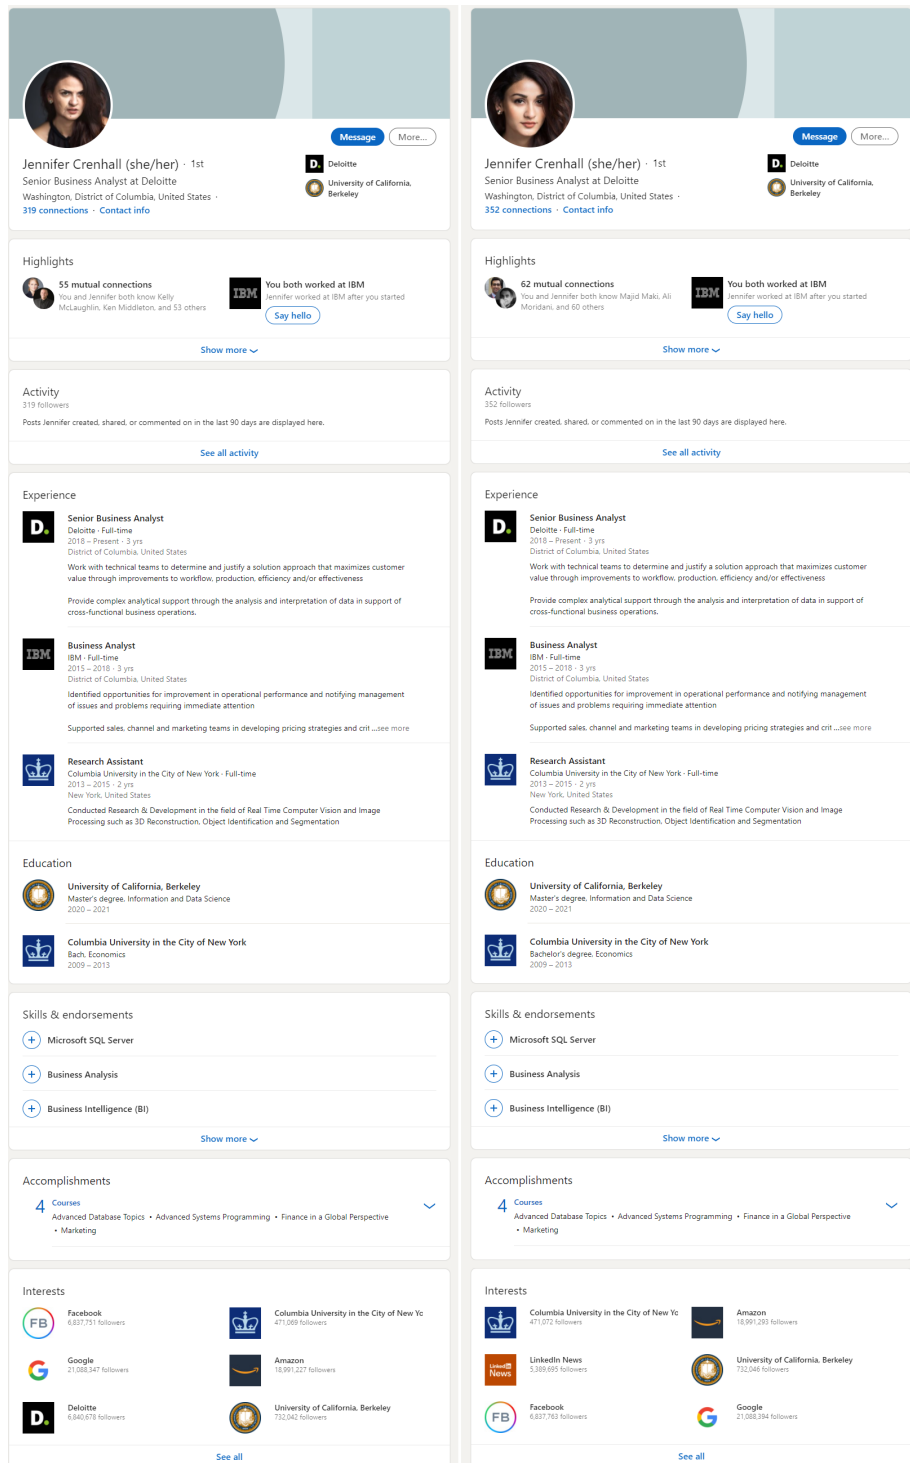 Message
More...
Jennifer Crenhall (she/her) · 1st
Senior Business Analyst at Deloitte
Washington, District of Columbia, United States ·
319 connections · Contact info
D.
Deloitte
University of California,
Berkeley
Highlights
55 mutual connections
You and Jennifer both know Kelly
McLaughlin, Ken Middleton, and 53 others
IBM
You both worked at IBM
Jennifer worked at IBM after you started
Say hello
Show more
Activity
319 followers
Posts Jennifer created, shared, or commented on in the last 90 days are displayed here.
See all activity
Experience
D.
Senior Business Analyst
Deloitte · Full-time
2018 – Present · 3 yrs
District of Columbia, United States
Work with technical teams to determine and justify a solution approach that maximizes customer
value through improvements to workflow, production, efficiency and/or effectiveness
Provide complex analytical support through the analysis and interpretation of data in support of
cross-functional business operations.
IBM
Business Analyst
IBM · Full-time
2015 – 2018 · 3 yrs
District of Columbia, United States
Identified opportunities for improvement in operational performance and notifying management
of issues and problems requiring immediate attention
Supported sales, channel and marketing teams in developing pricing strategies and crit ...see more
Research Assistant
Columbia University in the City of New York · Full-time
2013 – 2015 · 2 yrs
New York, United States
Conducted Research & Development in the field of Real Time Computer Vision and Image
Processing such as 3D Reconstruction, Object Identification and Segmentation
Education
University of California, Berkeley
Master's degree, Information and Data Science
2020 – 2021
Columbia University in the City of New York
Bach, Economics
2009 – 2013
Skills & endorsements
Microsoft SQL Server
Business Analysis
Business Intelligence (BI)
Show more
Accomplishments
4
Courses
Advanced Database Topics • Advanced Systems Programming • Finance in a Global Perspective
• Marketing
Interests
FB
Facebook
6,837,751 followers
Columbia University in the City of New Yc
471,069 followers
Google
21,088,347 followers
Amazon
18,991,227 followers
D.
Deloitte
6,840,678 followers
University of California, Berkeley
732,042 followers
See all
Message
More...
Jennifer Crenhall (she/her) · 1st
Senior Business Analyst at Deloitte
Washington, District of Columbia, United States ·
352 connections · Contact info
D.
Deloitte
University of California,
Berkeley
Highlights
62 mutual connections
You and Jennifer both know Majid Maki, Ali
Moridani, and 60 others
IBM
You both worked at IBM
Jennifer worked at IBM after you started
Say hello
Show more
Activity
352 followers
Posts Jennifer created, shared, or commented on in the last 90 days are displayed here.
See all activity
Experience
D.
Senior Business Analyst
Deloitte · Full-time
2018 – Present · 3 yrs
District of Columbia, United States
Work with technical teams to determine and justify a solution approach that maximizes customer
value through improvements to workflow, production, efficiency and/or effectiveness
Provide complex analytical support through the analysis and interpretation of data in support of
cross-functional business operations.
IBM
Business Analyst
IBM · Full-time
2015 – 2018 · 3 yrs
District of Columbia, United States
Identified opportunities for improvement in operational performance and notifying management
of issues and problems requiring immediate attention
Supported sales, channel and marketing teams in developing pricing strategies and crit ...see more
Research Assistant
Columbia University in the City of New York · Full-time
2013 – 2015 · 2 yrs
New York, United States
Conducted Research & Development in the field of Real Time Computer Vision and Image
Processing such as 3D Reconstruction, Object Identification and Segmentation
Education
University of California, Berkeley
Master's degree, Information and Data Science
2020 – 2021
Columbia University in the City of New York
Bachelor's degree, Economics
2009 – 2013
Skills & endorsements
Microsoft SQL Server
Business Analysis
Business Intelligence (BI)
Show more
Accomplishments
4
Courses
Advanced Database Topics • Advanced Systems Programming • Finance in a Global Perspective
• Marketing
Interests
Columbia University in the City of New Yc
471,072 followers
Amazon
18,991,293 followers
LinkedIn
News
LinkedIn News
5,389,695 followers
University of California, Berkeley
732,046 followers
FB
Facebook
6,837,763 followers
Google
21,088,394 followers
See all